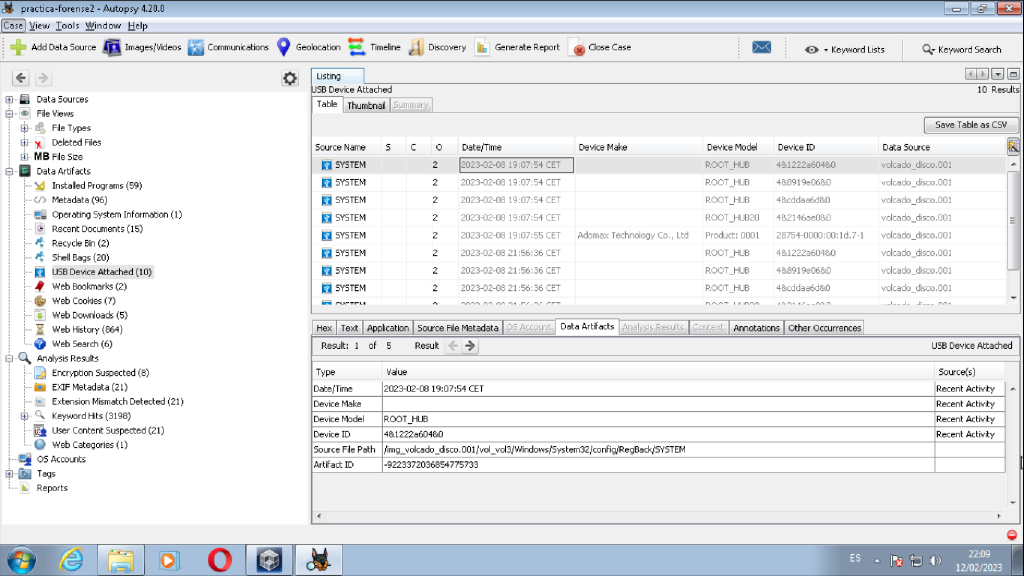 practica-forense2 - Autopsy 4.20.0
Case View Tools Window Help
Add Data Source Images/Videos Communications Geolocation Timeline Discovery Generate Report Close Case Keyword Lists Keyword Search
Data Sources
File Views
File Types
Deleted Files
MB File Size
Data Artifacts
Installed Programs (59)
Metadata (96)
Operating System Information (1)
Recent Documents (15)
Recycle Bin (2)
Shell Bags (20)
USB Device Attached (10)
Web Bookmarks (2)
Web Cookies (7)
Web Downloads (5)
Web History (864)
Web Search (6)
Analysis Results
Encryption Suspected (8)
EXIF Metadata (21)
Extension Mismatch Detected (21)
Keyword Hits (3198)
User Content Suspected (21)
Web Categories (1)
OS Accounts
Tags
Reports
Listing
USB Device Attached 10 Results
Table Thumbnail Summary
Save Table as CSV
Source Name S C O Date/Time Device Make Device Model Device ID Data Source
SYSTEM 2 2023-02-08 19:07:54 CET ROOT_HUB 4&1222a604&0 volcado_disco.001
SYSTEM 2 2023-02-08 19:07:54 CET ROOT_HUB 4&8919e06&0 volcado_disco.001
SYSTEM 2 2023-02-08 19:07:54 CET ROOT_HUB 4&cddaa6d&0 volcado_disco.001
SYSTEM 2 2023-02-08 19:07:54 CET ROOT_HUB20 4&2146ae0&0 volcado_disco.001
SYSTEM 2 2023-02-08 19:07:55 CET Adomax Technology Co., Ltd Product: 0001 28754-0000:00:1d.7-1 volcado_disco.001
SYSTEM 2 2023-02-08 21:56:36 CET ROOT_HUB 4&1222a604&0 volcado_disco.001
SYSTEM 2 2023-02-08 21:56:36 CET ROOT_HUB 4&8919e06&0 volcado_disco.001
SYSTEM 2 2023-02-08 21:56:36 CET ROOT_HUB 4&cddaa6d&0 volcado_disco.001
Hex Text Application Source File Metadata OS Account Data Artifacts Analysis Results Context Annotations Other Occurrences
Result: 1 of 5 Result USB Device Attached
Type Value Source(s)
Date/Time 2023-02-08 19:07:54 CET Recent Activity
Device Make Recent Activity
Device Model ROOT_HUB Recent Activity
Device ID 4&1222a604&0 Recent Activity
Source File Path /img_volcado_disco.001/vol_vol3/Windows/System32/config/RegBack/SYSTEM
Artifact ID -9223372036854775733
ES 22:09
12/02/2023